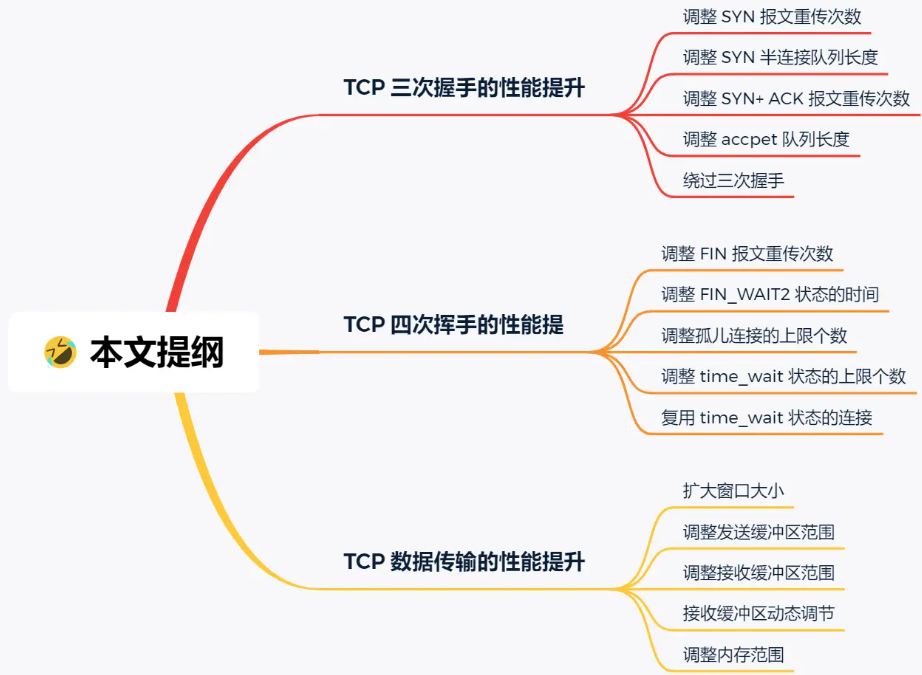 TCP 三次握手的性能提升
调整 SYN 报文重传次数
调整 SYN 半连接队列长度
调整 SYN+ ACK 报文重传次数
调整 accpet 队列长度
绕过三次握手
本文提纲
TCP 四次挥手的性能提
调整 FIN 报文重传次数
调整 FIN_WAIT2 状态的时间
调整孤儿连接的上限个数
调整 time_wait 状态的上限个数
复用 time_wait 状态的连接
TCP 数据传输的性能提升
扩大窗口大小
调整发送缓冲区范围
调整接收缓冲区范围
接收缓冲区动态调节
调整内存范围